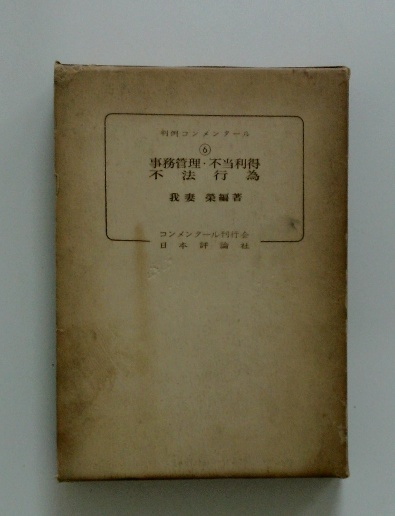 判例コンメンタール
⑥
事務管理・不当利得
不法行為
我妻榮編著
コンメンタール刊行会
日本評論社